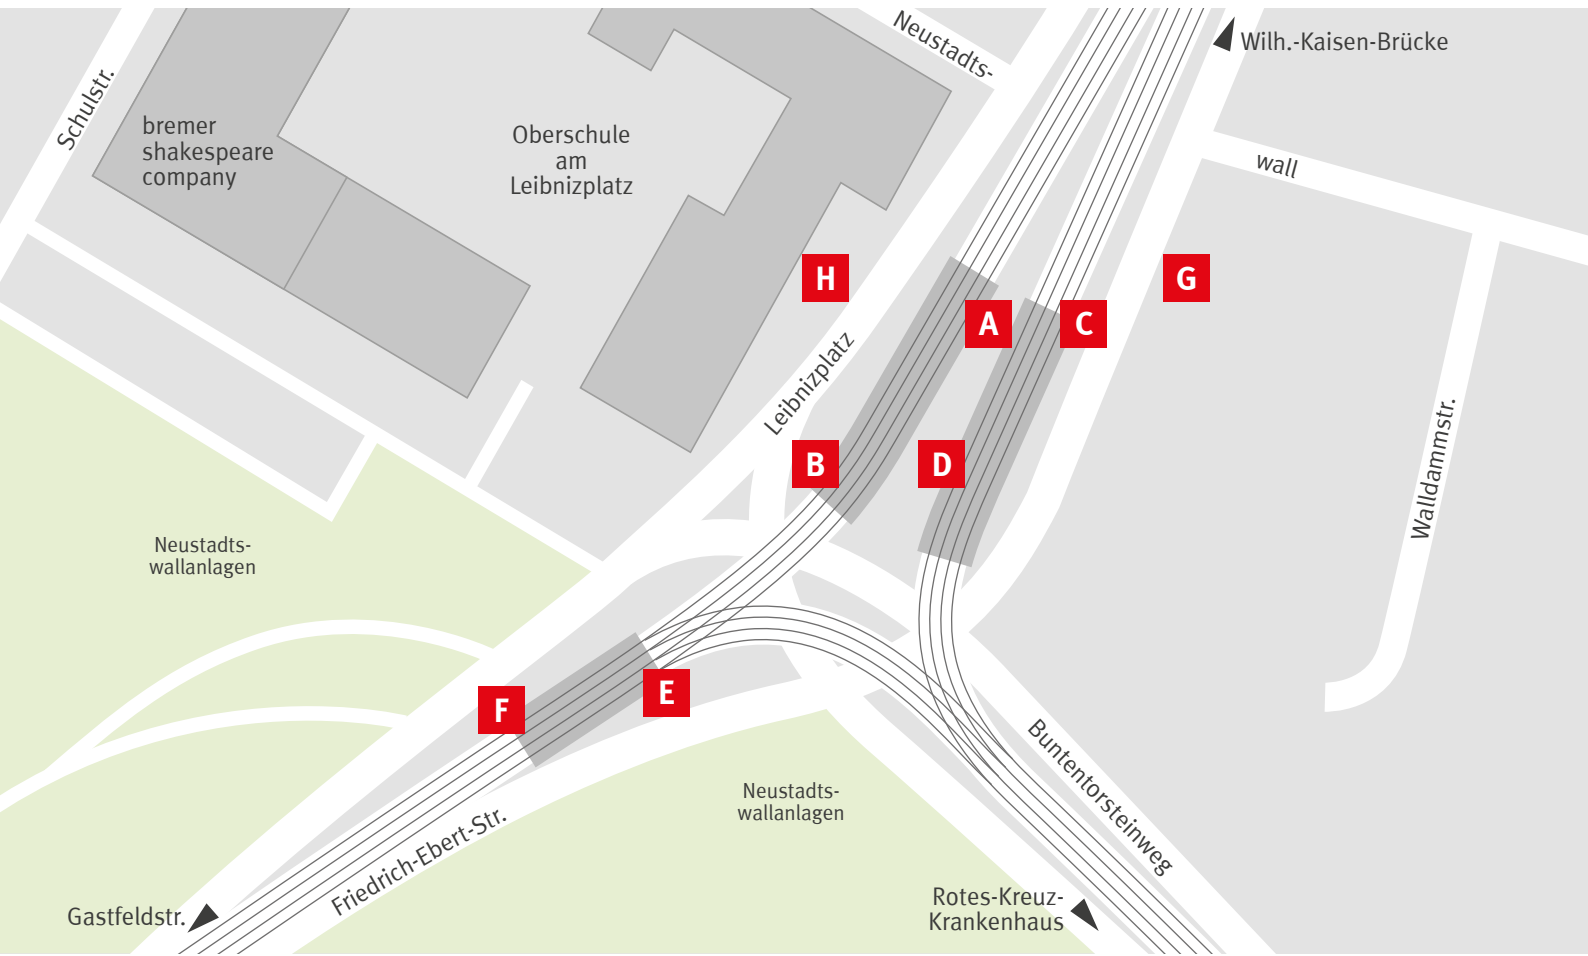 Neustadts-
Wilh.-Kaisen-Brücke
Schulstr.
bremer
shakespeare
company
Oberschule
am
Leibnizplatz
wall
H
G
A
C
Leibnizplatz
B
D
Walldammstr.
Neustadts-
wallanlagen
F
E
Buntentorsteinweg
Neustadts-
wallanlagen
Friedrich-Ebert-Str.
Gastfeldstr.
Rotes-Kreuz-
Krankenhaus